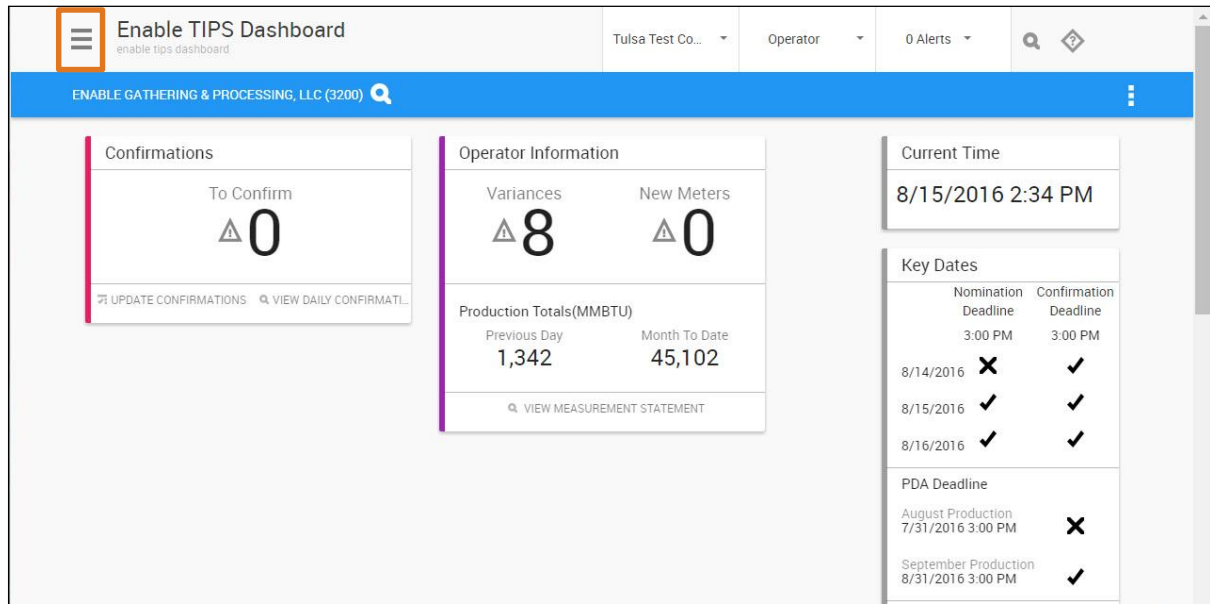 Enable TIPS Dashboard
enable tips dashboard
Tulsa Test Co...
Operator
0 Alerts
ENABLE GATHERING & PROCESSING, LLC (3200)
Confirmations
To Confirm
0
UPDATE CONFIRMATIONS VIEW DAILY CONFIRMATI...
Operator Information
Variances New Meters
8 0
Production Totals(MMBTU)
Previous Day Month To Date
1,342 45,102
VIEW MEASUREMENT STATEMENT
Current Time
8/15/2016 2:34 PM
Key Dates
Nomination Confirmation
Deadline Deadline
3:00 PM 3:00 PM
8/14/2016
8/15/2016
8/16/2016
PDA Deadline
August Production
7/31/2016 3:00 PM
September Production
8/31/2016 3:00 PM